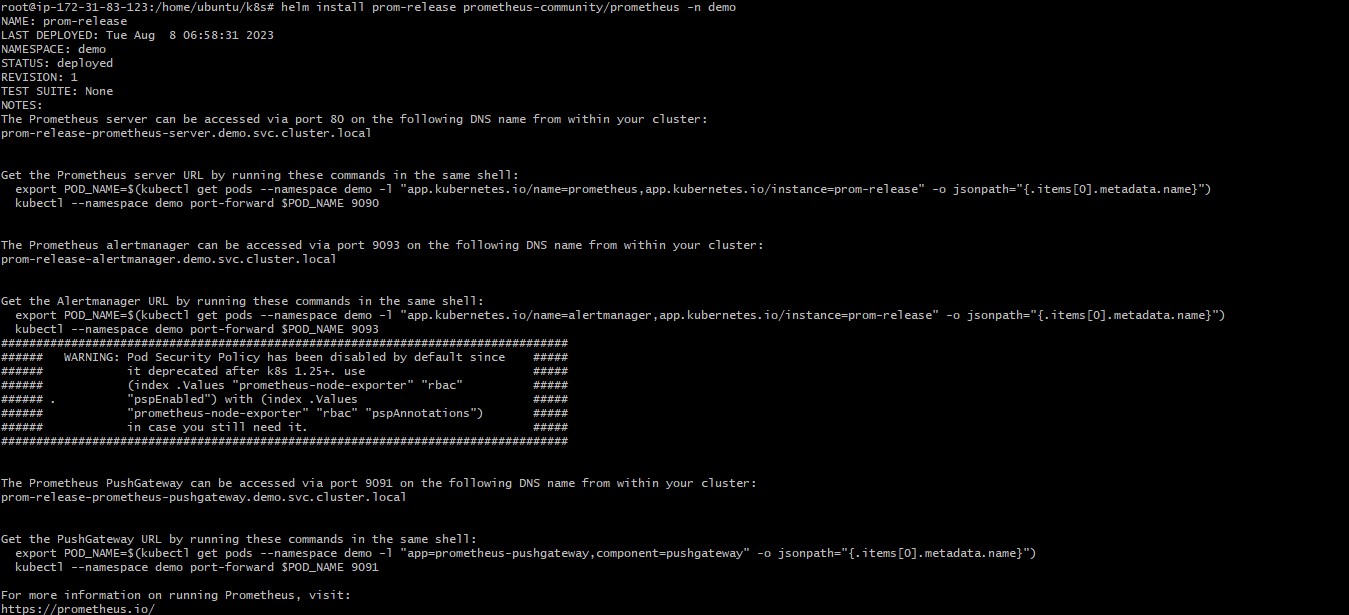 root@ip-172-31-83-123:/home/ubuntu/k8s# helm install prom-release prometheus-community/prometheus -n demo
NAME: prom-release
LAST DEPLOYED: Tue Aug  8 06:58:31 2023
NAMESPACE: demo
STATUS: deployed
REVISION: 1
TEST SUITE: None
NOTES:
The Prometheus server can be accessed via port 80 on the following DNS name from within your cluster:
prom-release-prometheus-server.demo.svc.cluster.local


Get the Prometheus server URL by running these commands in the same shell:
  export POD_NAME=$(kubectl get pods --namespace demo -l "app.kubernetes.io/name=prometheus,app.kubernetes.io/instance=prom-release" -o jsonpath="{.items[0].metadata.name}")
  kubectl --namespace demo port-forward $POD_NAME 9090


The Prometheus alertmanager can be accessed via port 9093 on the following DNS name from within your cluster:
prom-release-alertmanager.demo.svc.cluster.local


Get the Alertmanager URL by running these commands in the same shell:
  export POD_NAME=$(kubectl get pods --namespace demo -l "app.kubernetes.io/name=alertmanager,app.kubernetes.io/instance=prom-release" -o jsonpath="{.items[0].metadata.name}")
  kubectl --namespace demo port-forward $POD_NAME 9093
#################################################################################
######   WARNING: Pod Security Policy has been disabled by default since    #####
######            it deprecated after k8s 1.25+. use                        #####
######            (index .Values "prometheus-node-exporter" "rbac"          #####
###### .          "pspEnabled") with (index .Values                         #####
######            "prometheus-node-exporter" "rbac" "pspAnnotations")       #####
######            in case you still need it.                                #####
#################################################################################


The Prometheus PushGateway can be accessed via port 9091 on the following DNS name from within your cluster:
prom-release-prometheus-pushgateway.demo.svc.cluster.local


Get the PushGateway URL by running these commands in the same shell:
  export POD_NAME=$(kubectl get pods --namespace demo -l "app=prometheus-pushgateway,component=pushgateway" -o jsonpath="{.items[0].metadata.name}")
  kubectl --namespace demo port-forward $POD_NAME 9091

For more information on running Prometheus, visit:
https://prometheus.io/